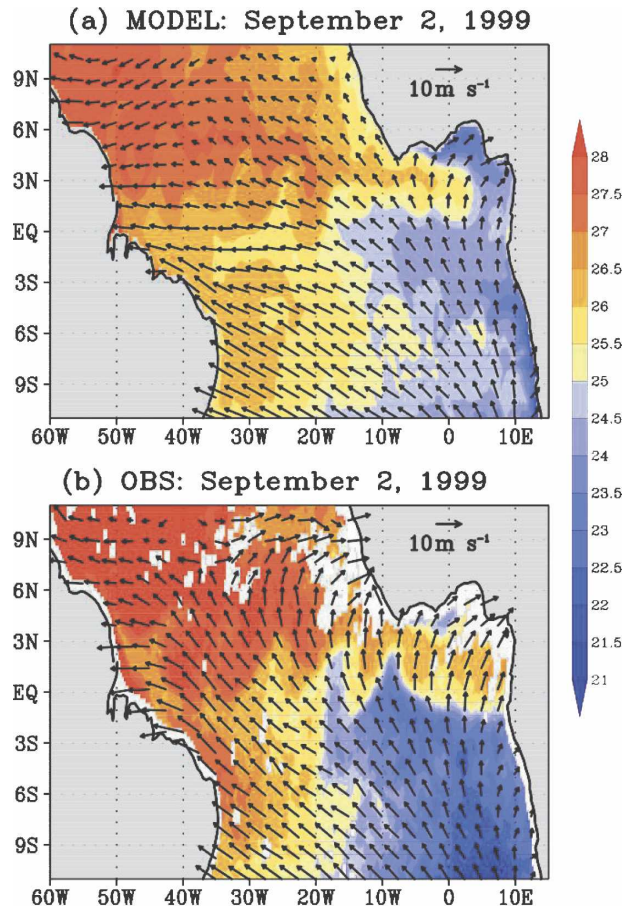 (a) MODEL: September 2, 1999
9N
6N
3N
EQ
3S
6S
9S
10m s⁻¹
60W 50W 40W 30W 20W 10W 0 10E
(b) OBS: September 2, 1999
9N
6N
3N
EQ
3S
6S
9S
10m s⁻¹
60W 50W 40W 30W 20W 10W 0 10E
28
27.5
27
26.5
26
25.5
25
24.5
24
23.5
23
22.5
22
21.5
21